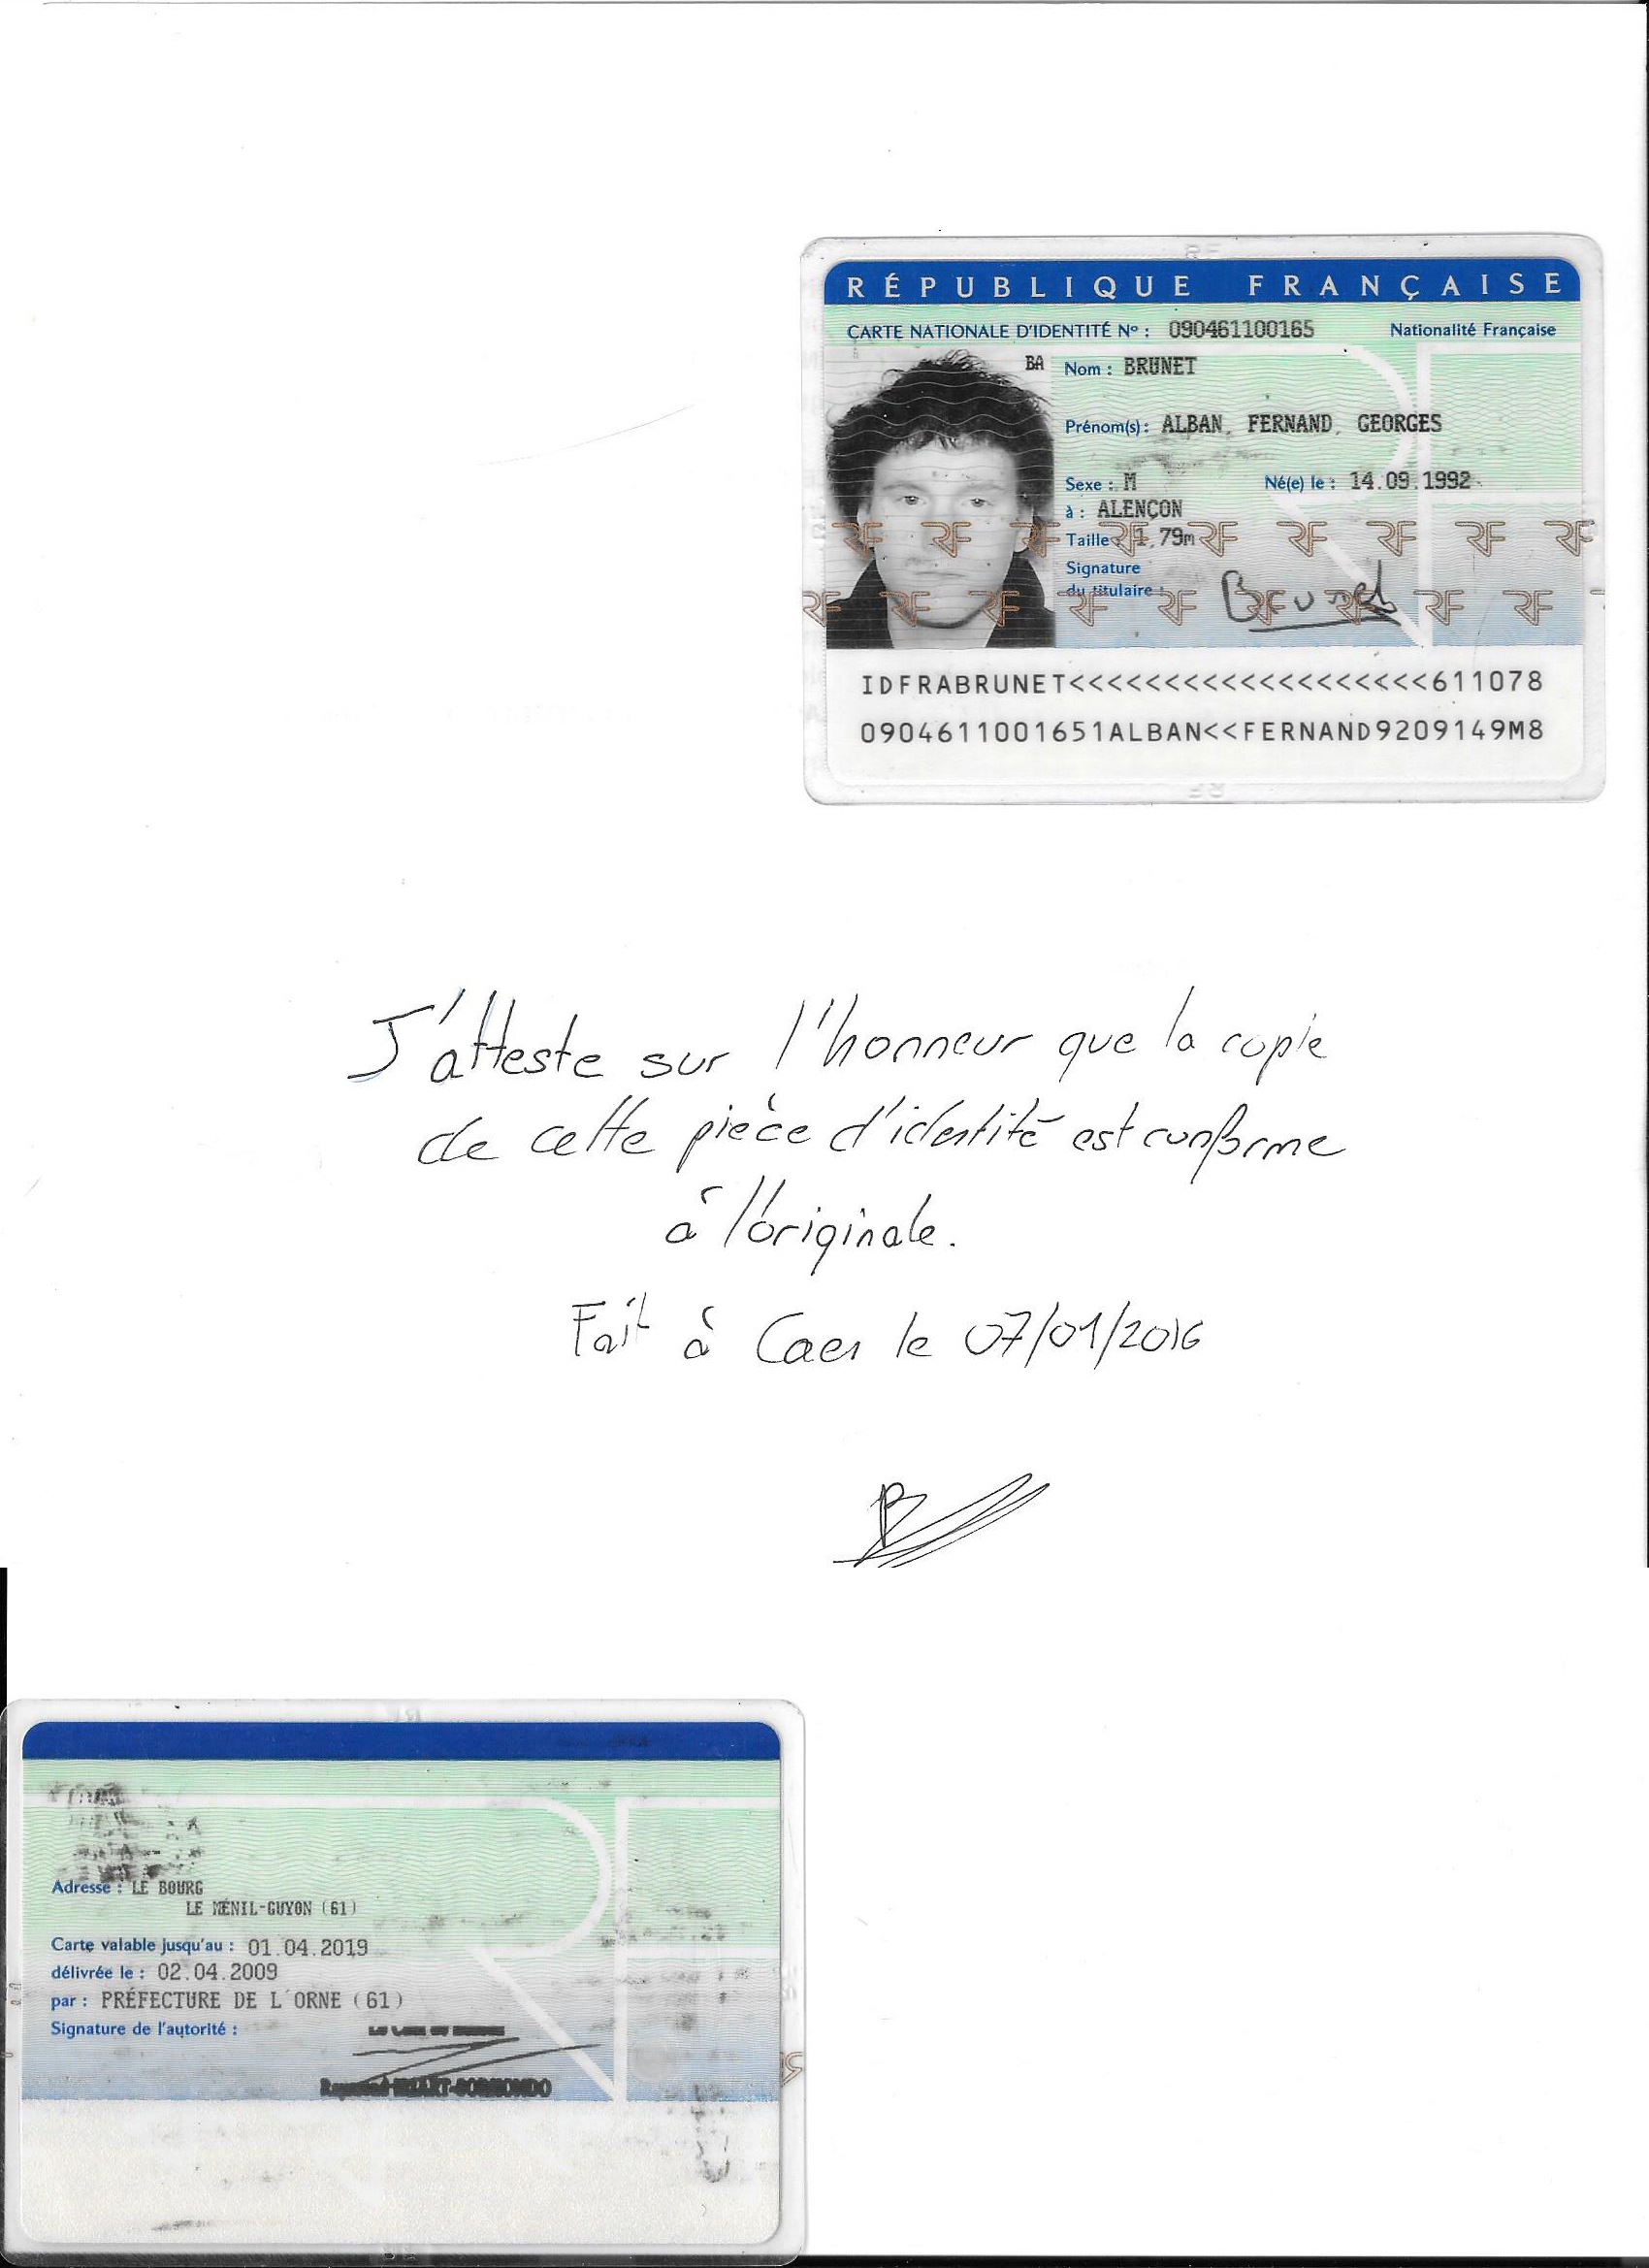 RÉPUBLIQUE FRANÇAISE
CARTE NATIONALE D'IDENTITÉ Nº : 090461100165 Nationalité Française
BA Nom : BRUNET
Prénom(s) : ALBAN, FERNAND, GEORGES
Sexe : M Né(e) le : 14.09.1992
à : ALENÇON
Taille : 1,79m
Signature
du titulaire : Brunet
IDFRABRUNET<<<<<<<<<<<<<<<<<<<611078
0904611001651ALBAN<<FERNAND9209149M8
J'atteste sur l'honneur que la copie
de cette pièce d'identité est conforme
à l'originale.
Fait à Caen le 07/01/2016
Adresse : LE BOURG
LE MÉNIL-GUYON (61)
Carte valable jusqu'au : 01.04.2019
délivrée le : 02.04.2009
par : PRÉFECTURE DE L'ORNE (61)
Signature de l'autorité :